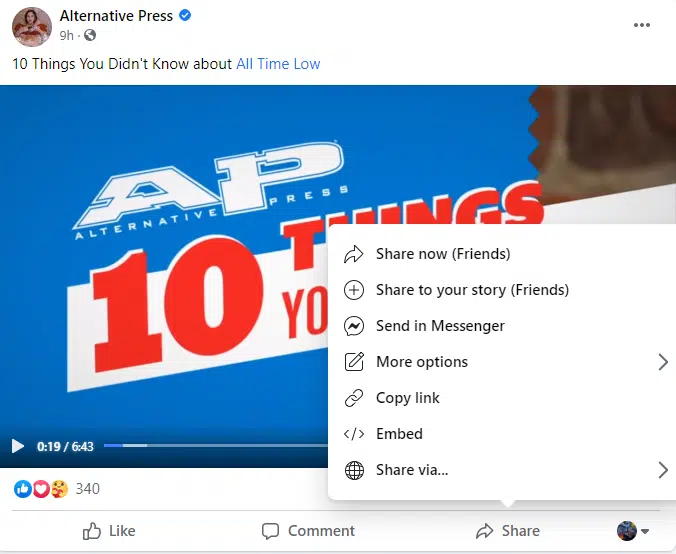 Alternative Press
9h ·
10 Things You Didn't Know about All Time Low
AP
ALTERNATIVE PRESS
10 THINGS
YO
Share now (Friends)
Share to your story (Friends)
Send in Messenger
More options
Copy link
Embed
Share via...
0:19 / 6:43
340
Like
Comment
Share